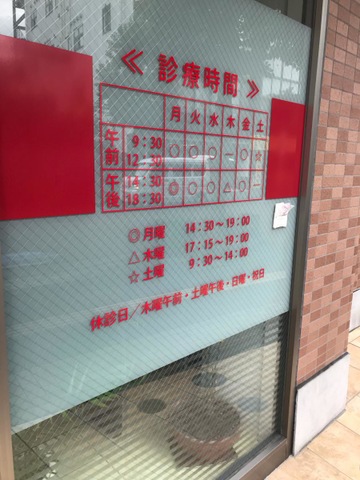 ≪ 診療時間 ≫
月 火 水 木 金 土
午前 9:30 12:30 ○ ○ ○ ○ ☆
午後 14:30 18:30 ◎ ○ ○ △ ○ ー
◎ 月曜 14:30〜19:00
△ 木曜 17:15〜19:00
☆ 土曜 9:30〜14:00
休診日/木曜午前・土曜午後・日曜・祝日